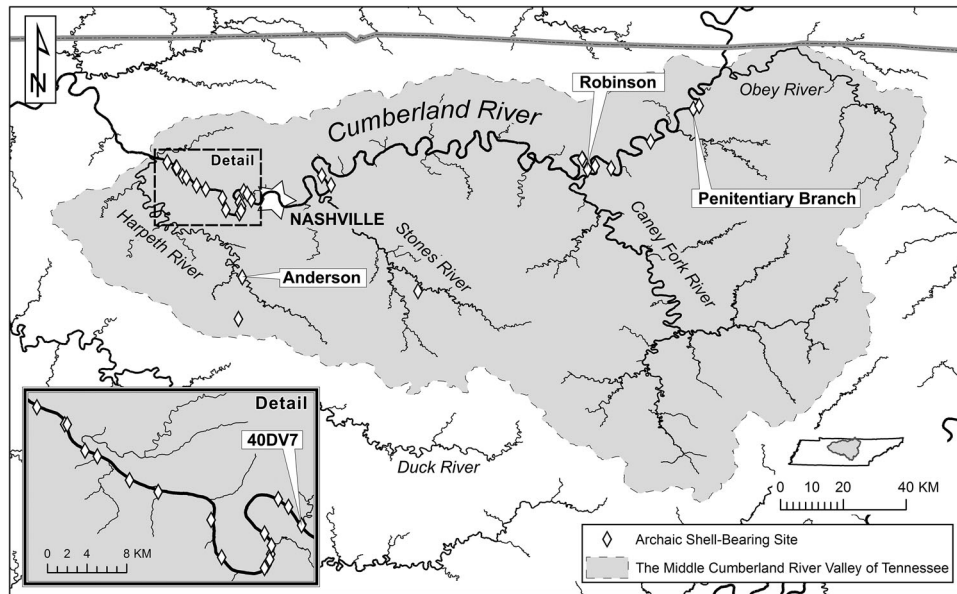 N
Robinson
Obey River
Cumberland River
Detail
Penitentiary Branch
NASHVILLE
Harpeth River
Stones River
Caney Fork River
Anderson
Detail
40DV7
Duck River
0 10 20 40 KM
0 2 4 8 KM
Archaic Shell-Bearing Site
The Middle Cumberland River Valley of Tennessee